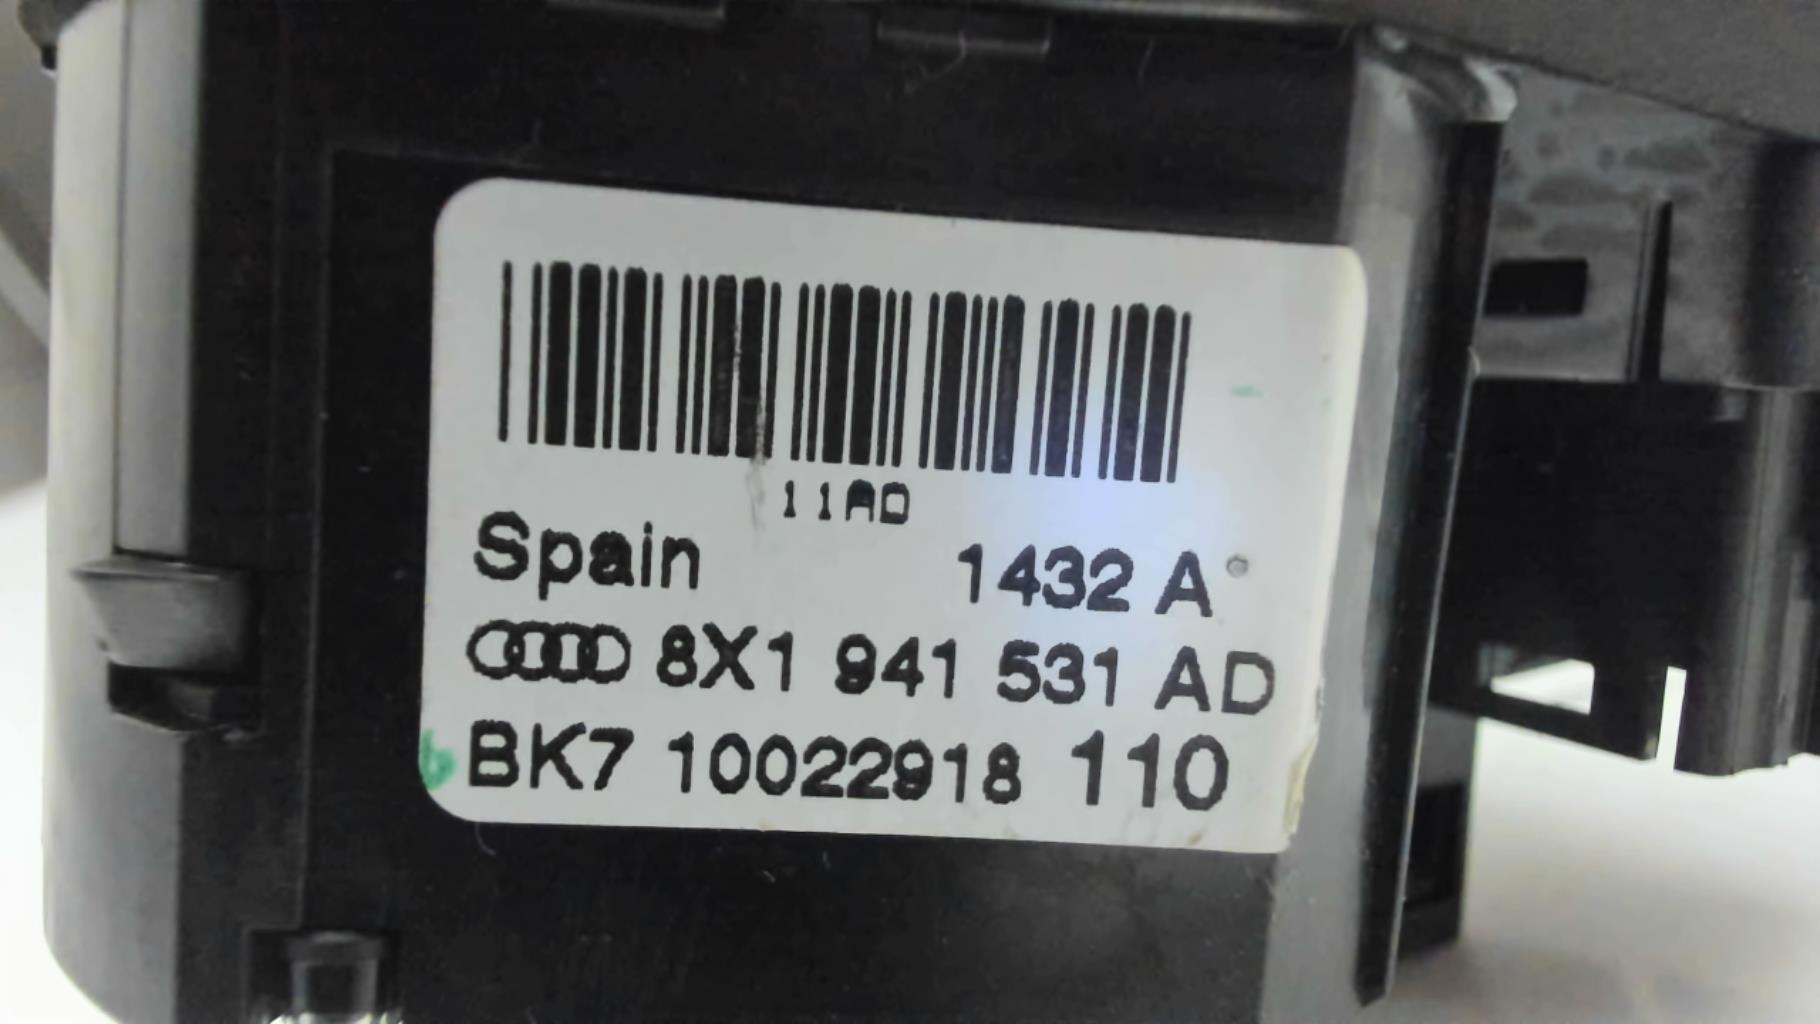 11AD
Spain 1432 A
8X1 941 531 AD
BK7 10022918 110